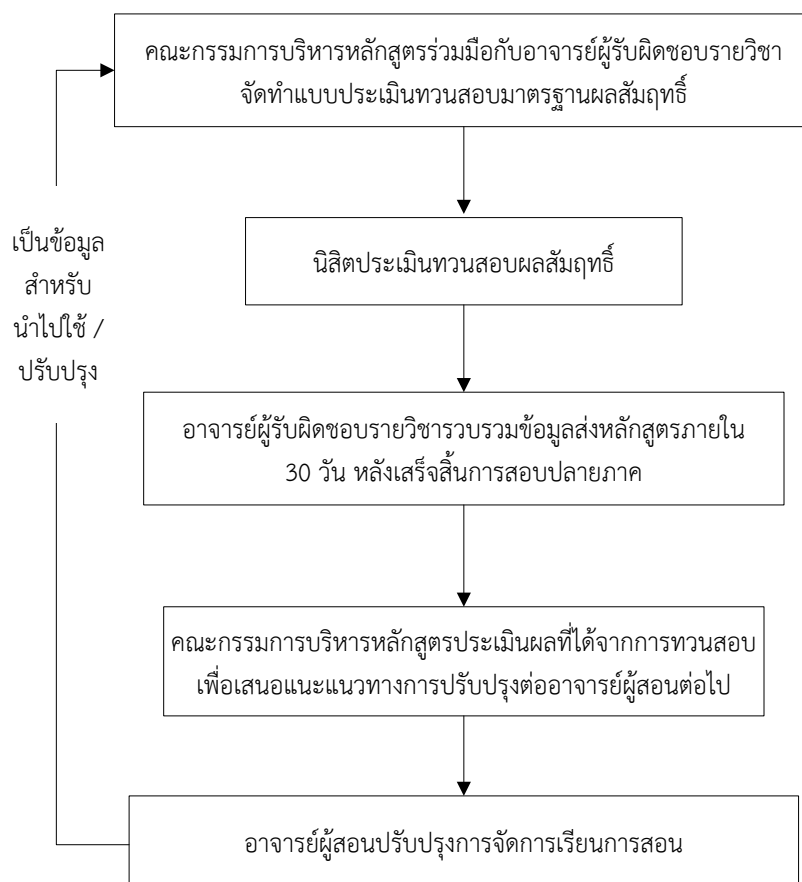 คณะกรรมการบริหารหลักสูตรร่วมมือกับอาจารย์ผู้รับผิดชอบรายวิชา
จัดทำแบบประเมินทวนสอบมาตรฐานผลสัมฤทธิ์
นิสิตประเมินทวนสอบผลสัมฤทธิ์
เป็นข้อมูล
สำหรับ
นำไปใช้ /
ปรับปรุง
อาจารย์ผู้รับผิดชอบรายวิชารวบรวมข้อมูลส่งหลักสูตรภายใน
30 วัน หลังเสร็จสิ้นการสอบปลายภาค
คณะกรรมการบริหารหลักสูตรประเมินผลที่ได้จากการทวนสอบ
เพื่อเสนอแนะแนวทางการปรับปรุงต่ออาจารย์ผู้สอนต่อไป
อาจารย์ผู้สอนปรับปรุงการจัดการเรียนการสอน